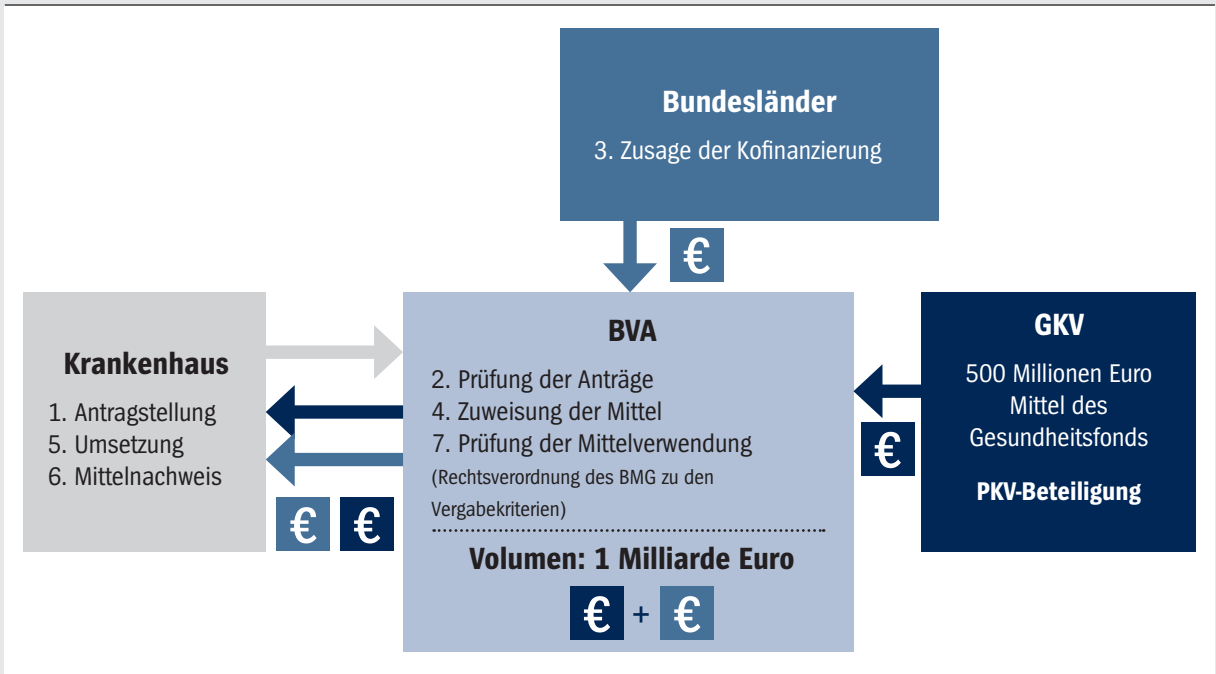 Bundesländer
3. Zusage der Kofinanzierung
€
Krankenhaus
1. Antragstellung
5. Umsetzung
6. Mittelnachweis
€ €
BVA
2. Prüfung der Anträge
4. Zuweisung der Mittel
7. Prüfung der Mittelverwendung
(Rechtsverordnung des BMG zu den
Vergabekriterien)
Volumen: 1 Milliarde Euro
€ + €
€
GKV
500 Millionen Euro
Mittel des
Gesundheitsfonds
PKV-Beteiligung